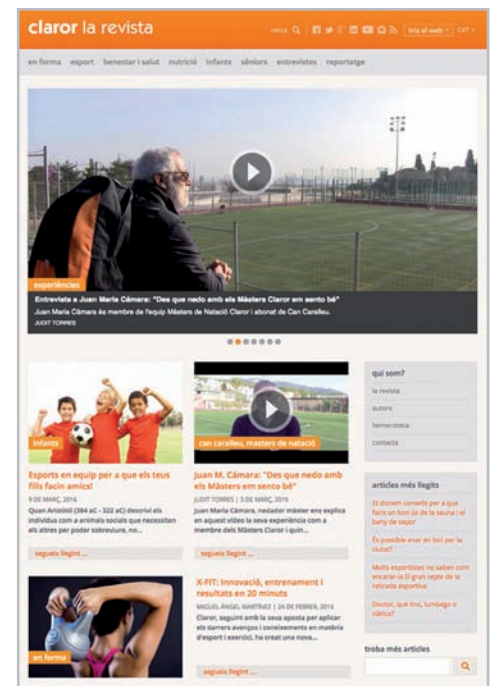 claror la revista
cerca
tria el web
CAT
en forma esport benestar i salut nutrició infants sèniors entrevistes reportatge
experiències
Entrevista a Juan Maria Cámara: "Des que nedo amb els Màsters Claror em sento bé"
Juan Maria Cámara és membre de l'equip Màsters de Natació Claror i abonat de Can Caralleu.
JUDIT TORRES
infants
Esports en equip per a que els teus
fills facin amics!
9 DE MARÇ, 2016
Quan Aristòtil (384 aC - 322 aC) descriví els
individus com a animals socials que necessiten
els altres per poder sobreviure, no...
segueix llegint ...
can caralleu, masters de natació
Juan M. Cámara: "Des que nedo amb
els Màsters em sento bé"
JUDIT TORRES | 3 DE MARÇ, 2016
Juan Maria Cámara, nedador màster ens explica
en aquest vídeo la seva experiència com a
membre dels Màsters Claror i quin...
segueix llegint ...
en forma
X-FIT: Innovació, entrenament i
resultats en 20 minuts
MIGUEL ÁNGEL MARTÍNEZ | 24 DE FEBRER, 2016
Claror, seguint amb la seva aposta per aplicar
els darrers avenços i coneixements en matèria
d'esport i exercici, ha creat una nova...
segueix llegint ...
qui som?
la revista
autors
hemeroteca
contacta
articles més llegits
Et donem consells per a que
facis un bon ús de la sauna i el
bany de vapor
És possible anar en bici per la
ciutat?
Molts esportistes no saben com
encarar-la El gran repte de la
retirada esportiva
Doctor, què tinc, lumbago o
ciàtica?
troba més articles